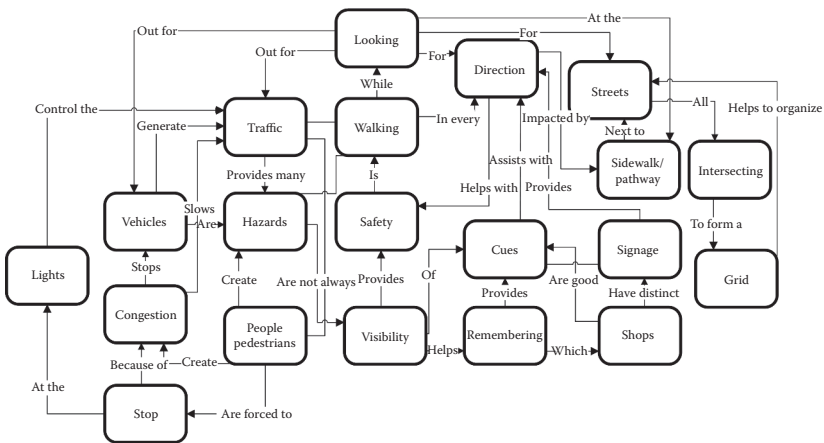 Looking
At the
Out for
For
Out for
For
Direction
While
Streets
Control the
Helps to organize
All
Traffic
Walking
In every
Impacted by
Generate
Next to
Assists with
Sidewalk/
pathway
Intersecting
Provides many
Is
Helps with
Provides
Vehicles
Slows
Are
Hazards
Safety
To form a
Cues
Signage
Lights
Stops
Create
Are not always
Provides
Of
Are good
Grid
Provides
Have distinct
Congestion
People
pedestrians
Visibility
Remembering
Shops
Helps
Which
Because of
Create
At the
Stop
Are forced to